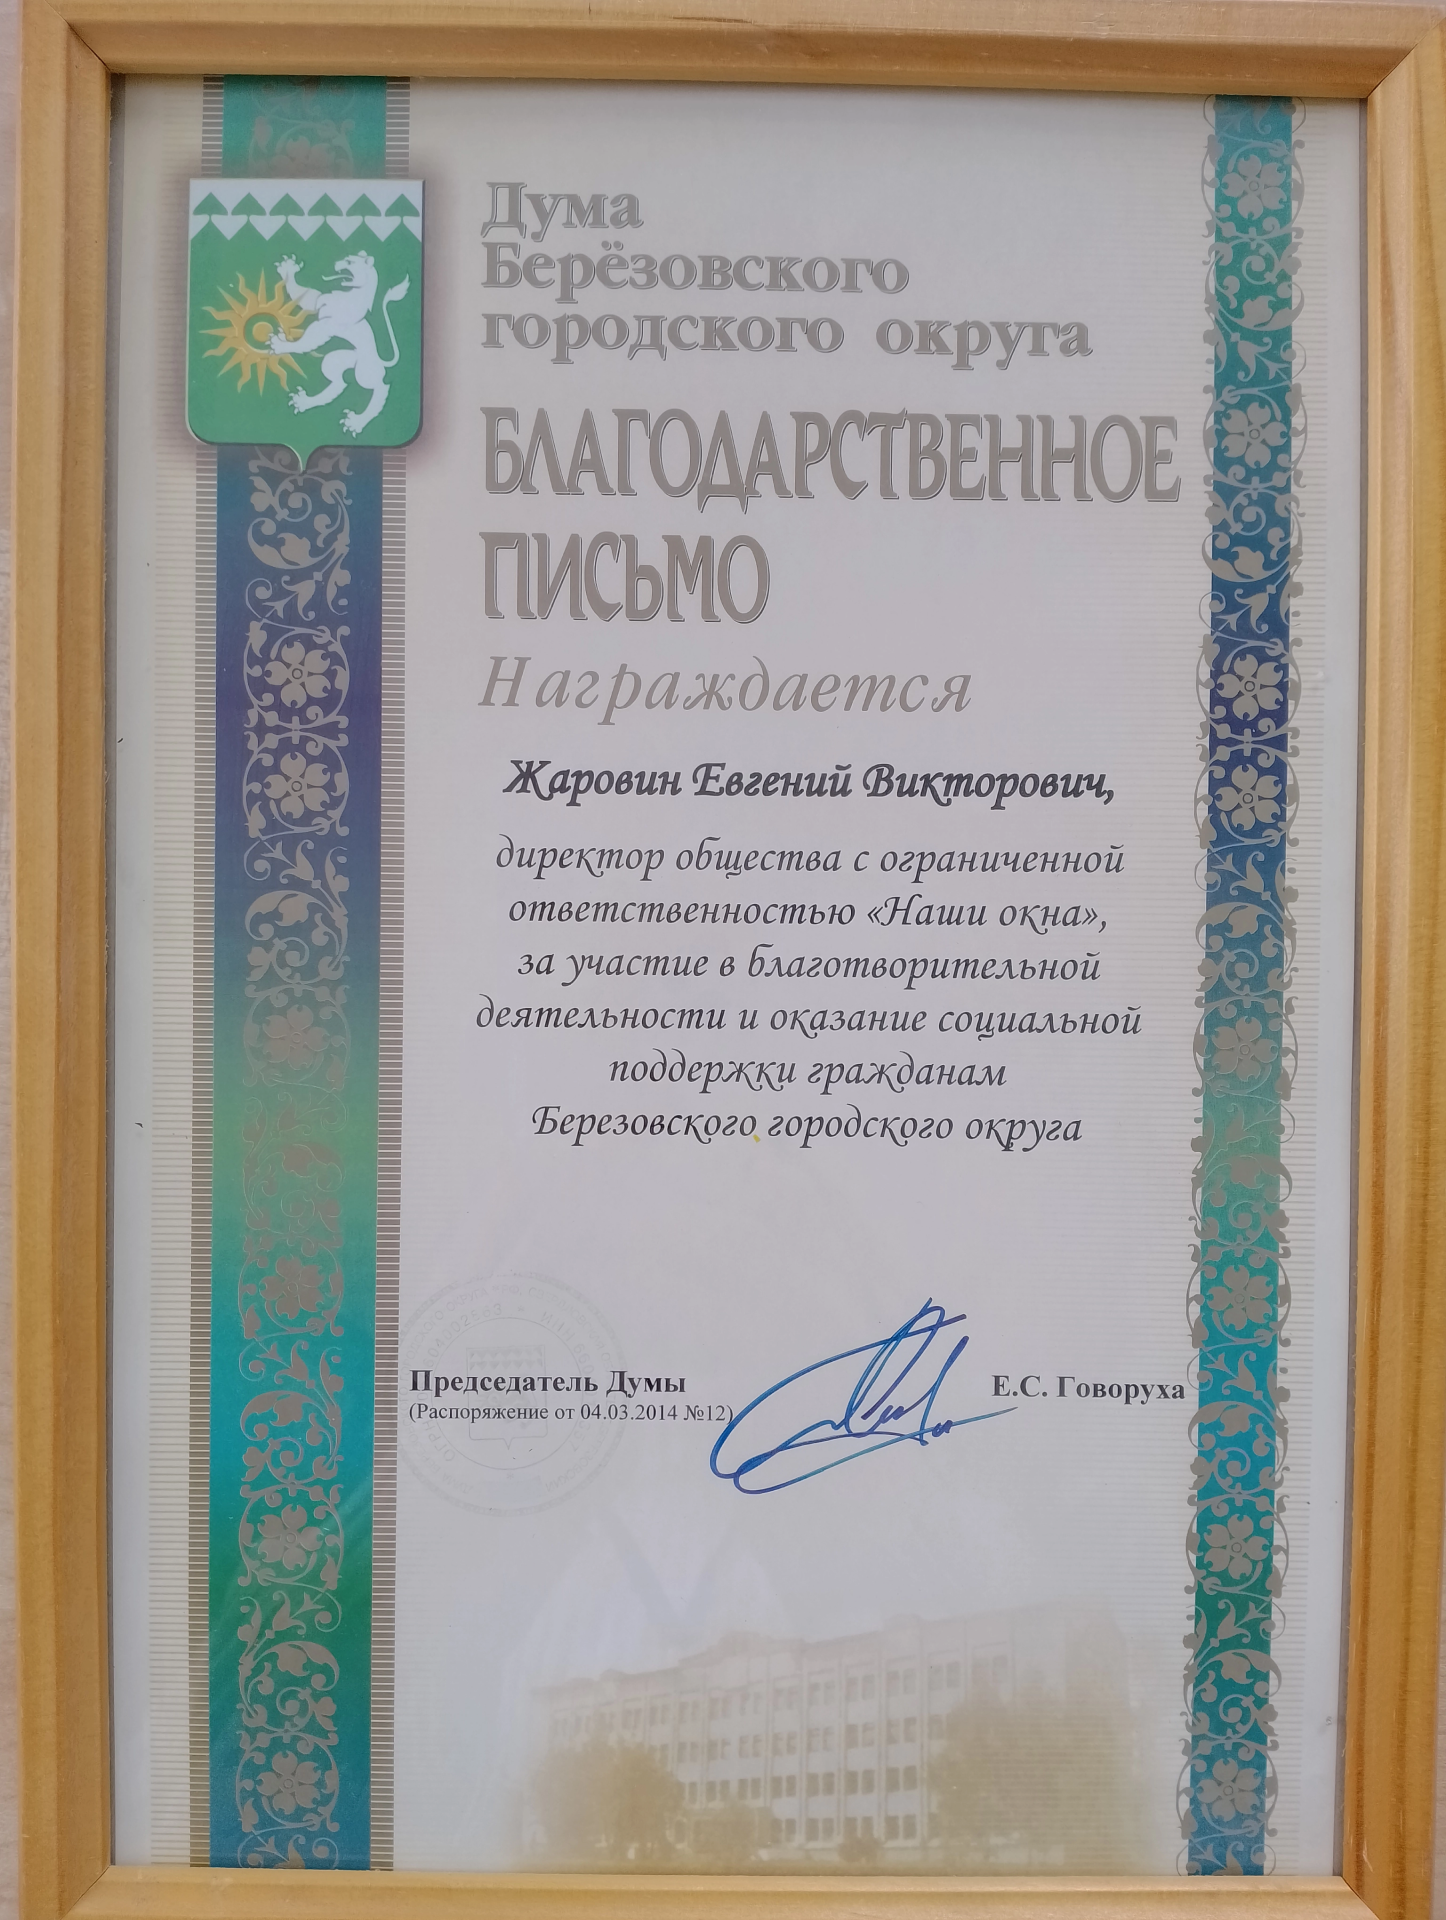 Дума
Берёзовского
городского округа
БЛАГОДАРСТВЕННОЕ
ПИСЬМО
Награждается
Жаровин Евгений Викторович,
директор общества с ограниченной
ответственностью «Наши окна»,
за участие в благотворительной
деятельности и оказание социальной
поддержки гражданам
Березовского городского округа
Председатель Думы
(Распоряжение от 04.03.2014 №12)
Е.С. Говоруха